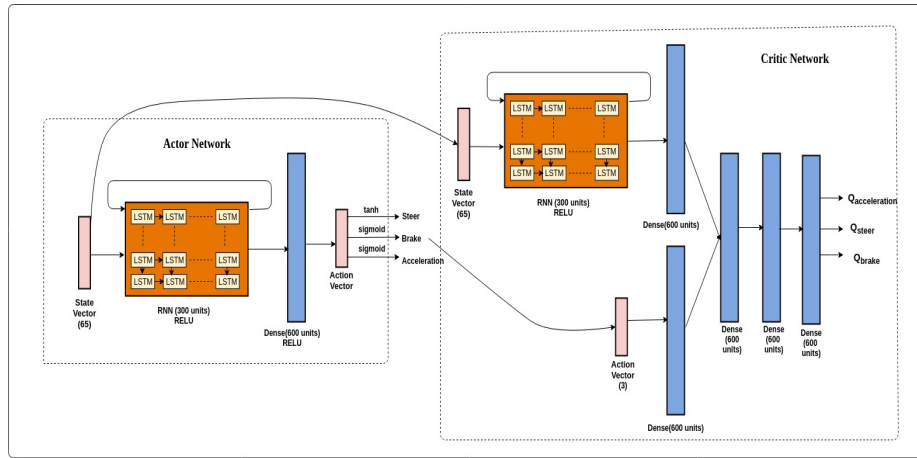 Actor Network
LSTM LSTM LSTM
LSTM LSTM LSTM
LSTM LSTM LSTM
State
Vector
(65)
RNN (300 units)
RELU
Dense(600 units)
RELU
Action
Vector
tanh
Steer
sigmoid
Brake
sigmoid
Acceleration
Critic Network
State
Vector
(65)
LSTM LSTM LSTM
LSTM LSTM LSTM
LSTM LSTM LSTM
RNN (300 units)
RELU
Dense(600 units)
Action
Vector
(3)
Dense(600 units)
Dense
(600
units)
Dense
(600
units)
Dense
(600
units)
Qacceleration
Qsteer
Qbrake